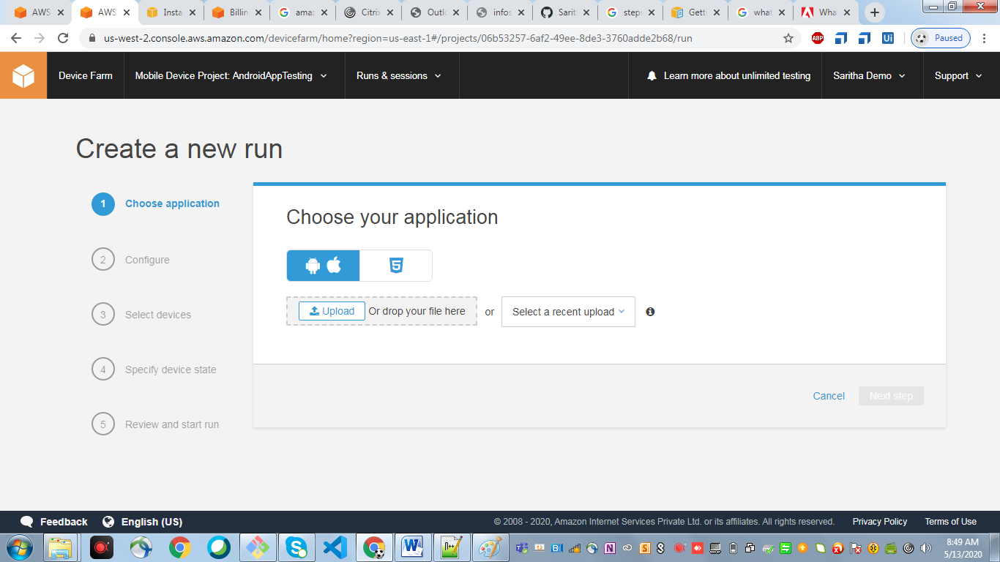 AWS
AWS
Insta
Billin
amaz
Citrix
Outlo
infos
Sarit
step
Gett
what
Wha
us-west-2.console.aws.amazon.com/devicefarm/home?region=us-east-1#/projects/06b53257-6af2-49ee-8de3-3760adde2b68/run
ABP
Ui
Paused
Device Farm
Mobile Device Project: AndroidAppTesting
Runs & sessions
Learn more about unlimited testing
Saritha Demo
Support
Create a new run
1 Choose application
2 Configure
3 Select devices
4 Specify device state
5 Review and start run
Choose your application
Upload Or drop your file here or Select a recent upload
Cancel
Next step
Feedback
English (US)
© 2008 - 2020, Amazon Internet Services Private Ltd. or its affiliates. All rights reserved.
Privacy Policy
Terms of Use
8:49 AM
5/13/2020